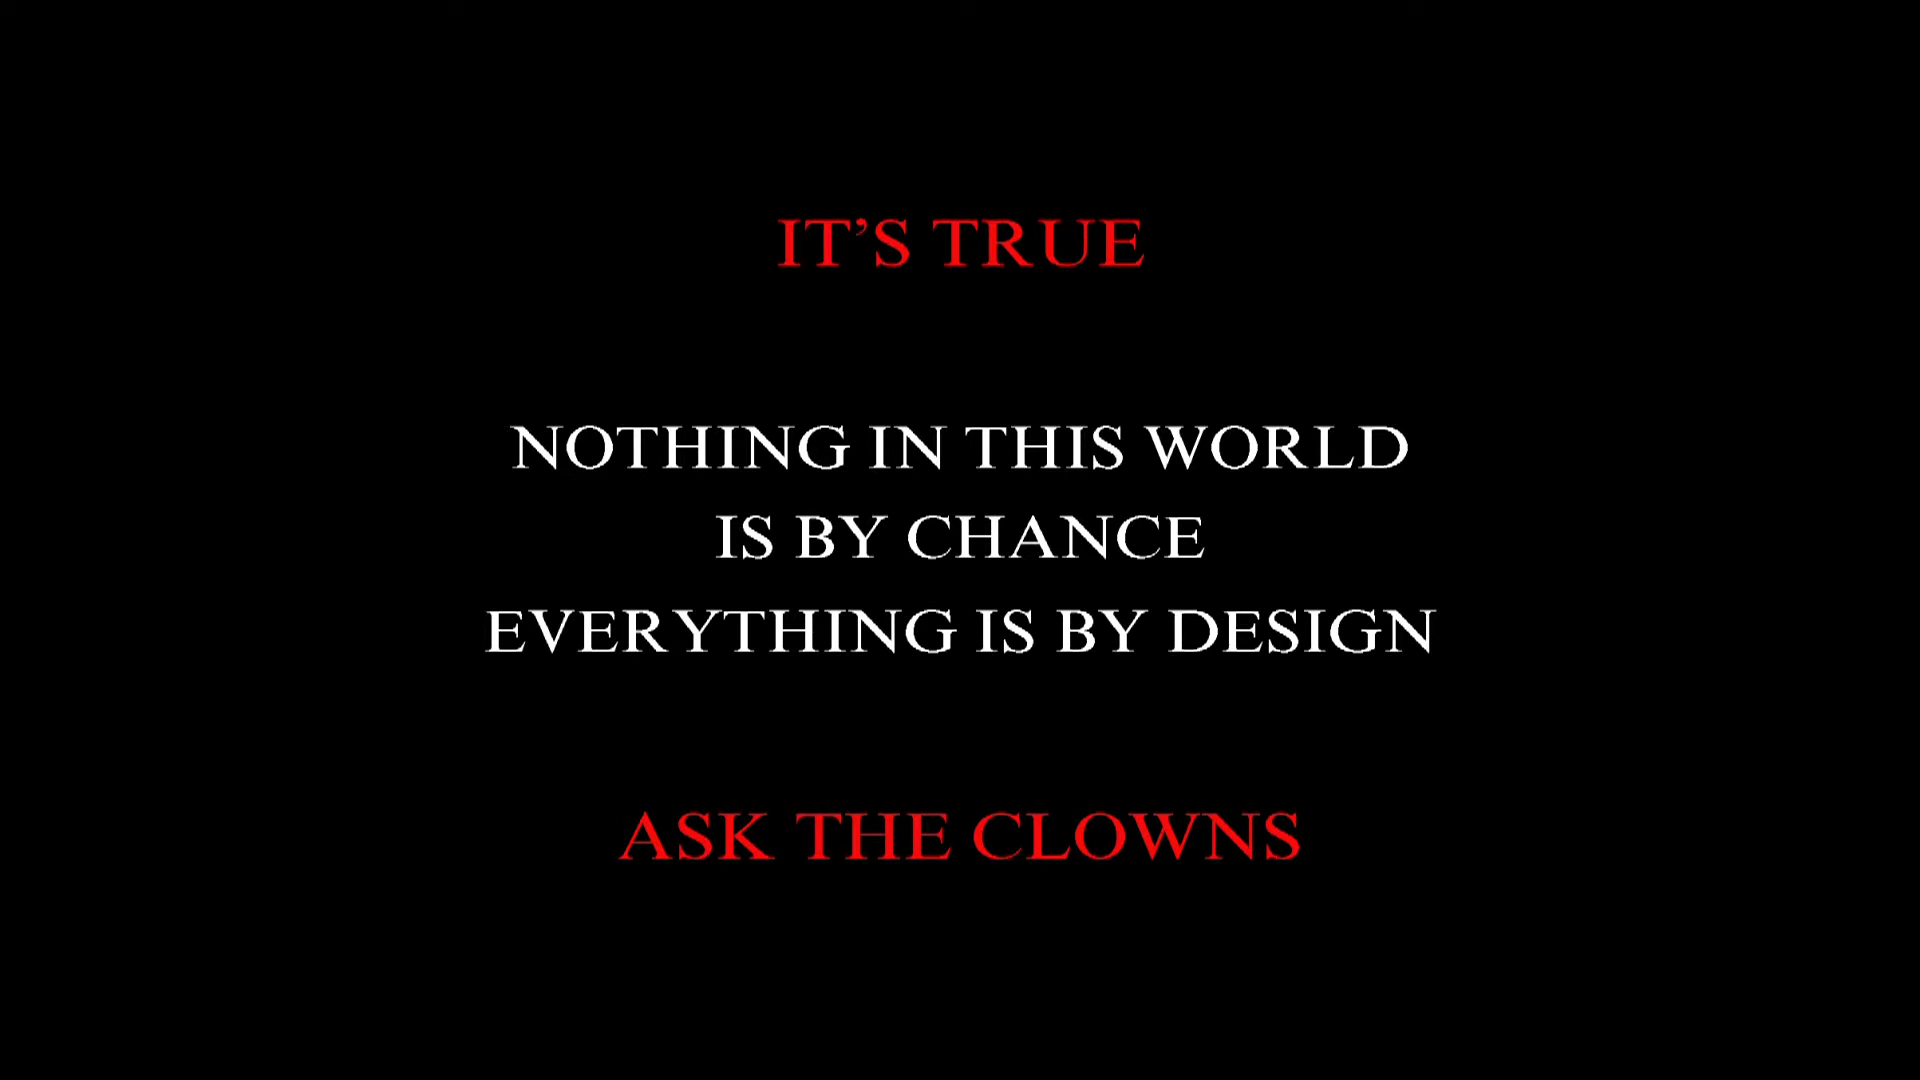 IT’S TRUE
NOTHING IN THIS WORLD
IS BY CHANCE
EVERYTHING IS BY DESIGN
ASK THE CLOWNS